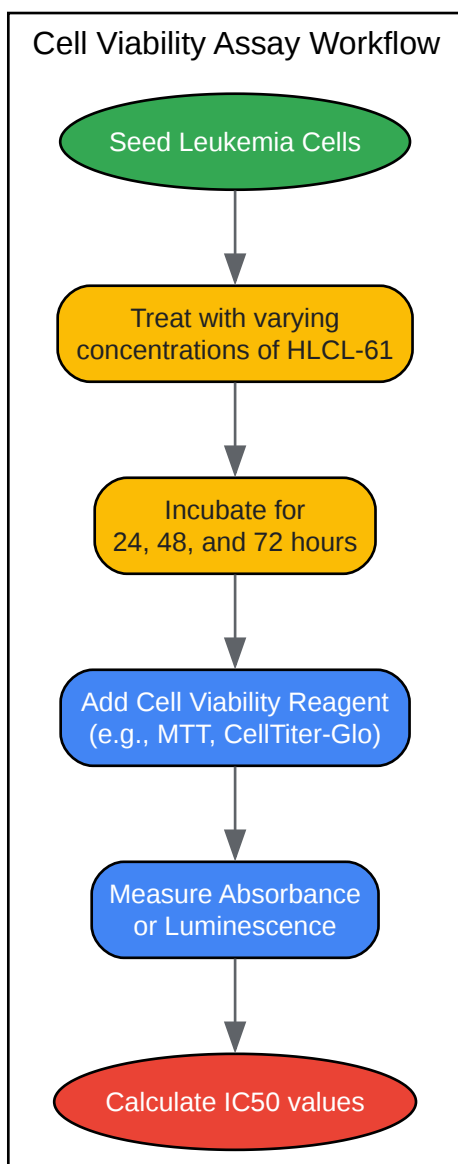 Cell Viability Assay Workflow
Seed Leukemia Cells
Treat with varying
concentrations of HLCL-61
Incubate for
24, 48, and 72 hours
Add Cell Viability Reagent
(e.g., MTT, CellTiter-Glo)
Measure Absorbance
or Luminescence
Calculate IC50 values